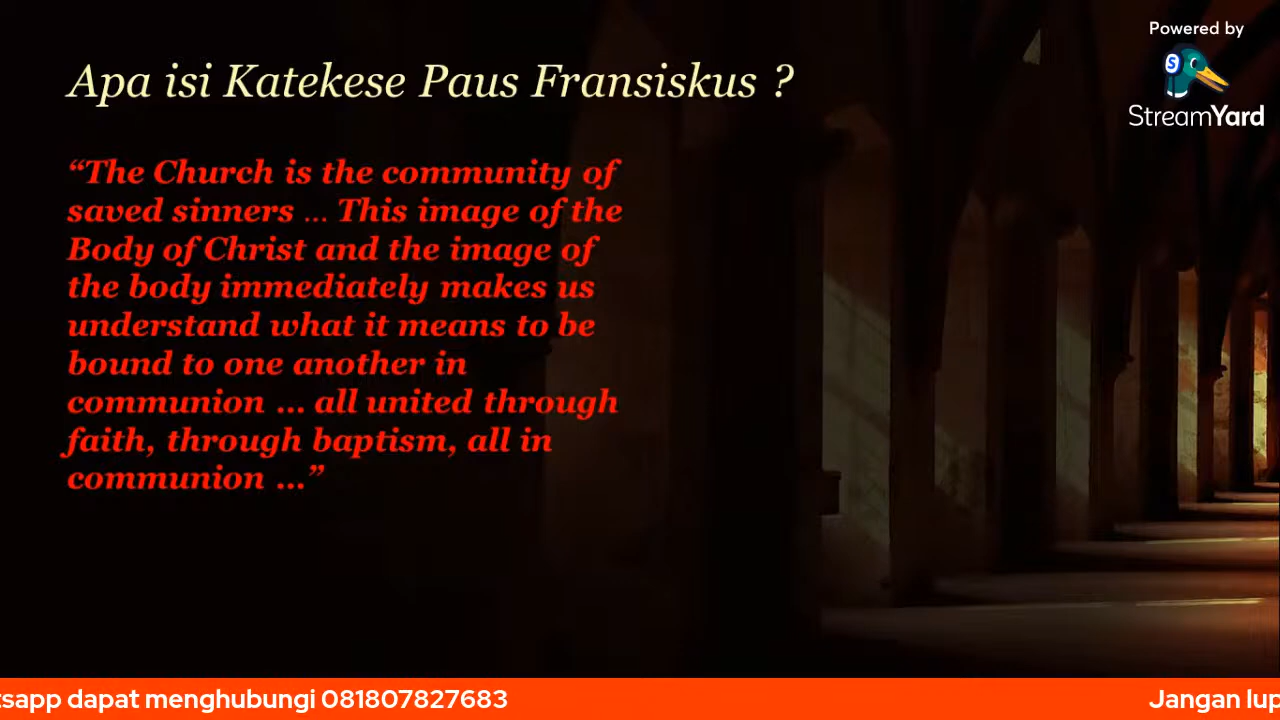 Powered by
StreamYard
Apa isi Katekese Paus Fransiskus ?
“The Church is the community of
saved sinners … This image of the
Body of Christ and the image of
the body immediately makes us
understand what it means to be
bound to one another in
communion … all united through
faith, through baptism, all in
communion …”
tsapp dapat menghubungi 081807827683
Jangan lup